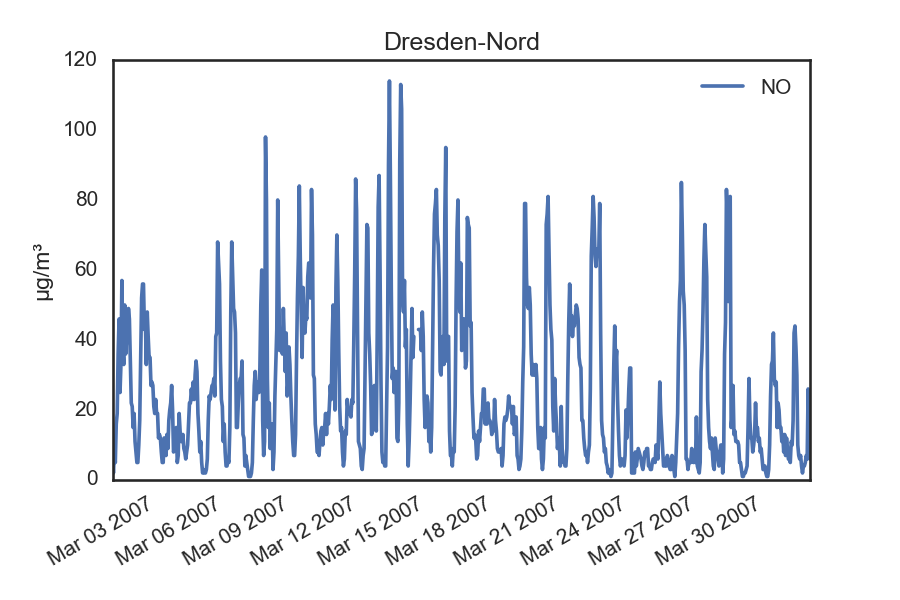 Dresden-Nord
NO
µg/m³
120
100
80
60
40
20
0
Mar 03 2007
Mar 06 2007
Mar 09 2007
Mar 12 2007
Mar 15 2007
Mar 18 2007
Mar 21 2007
Mar 24 2007
Mar 27 2007
Mar 30 2007